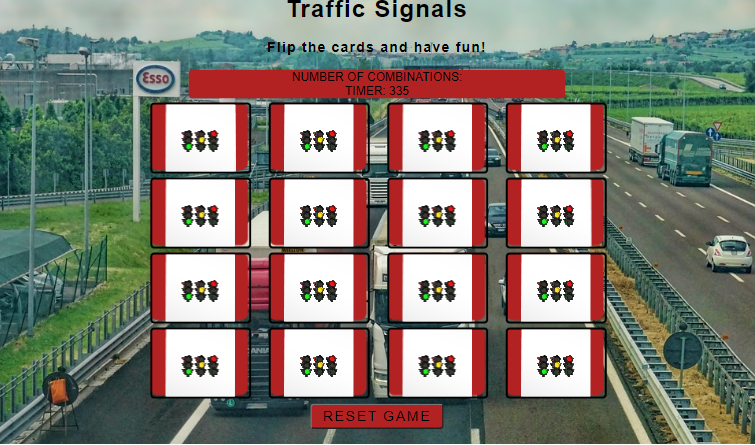 Traffic Signals
Flip the cards and have fun!
Esso
NUMBER OF COMBINATIONS:
TIMER: 335
RESET GAME